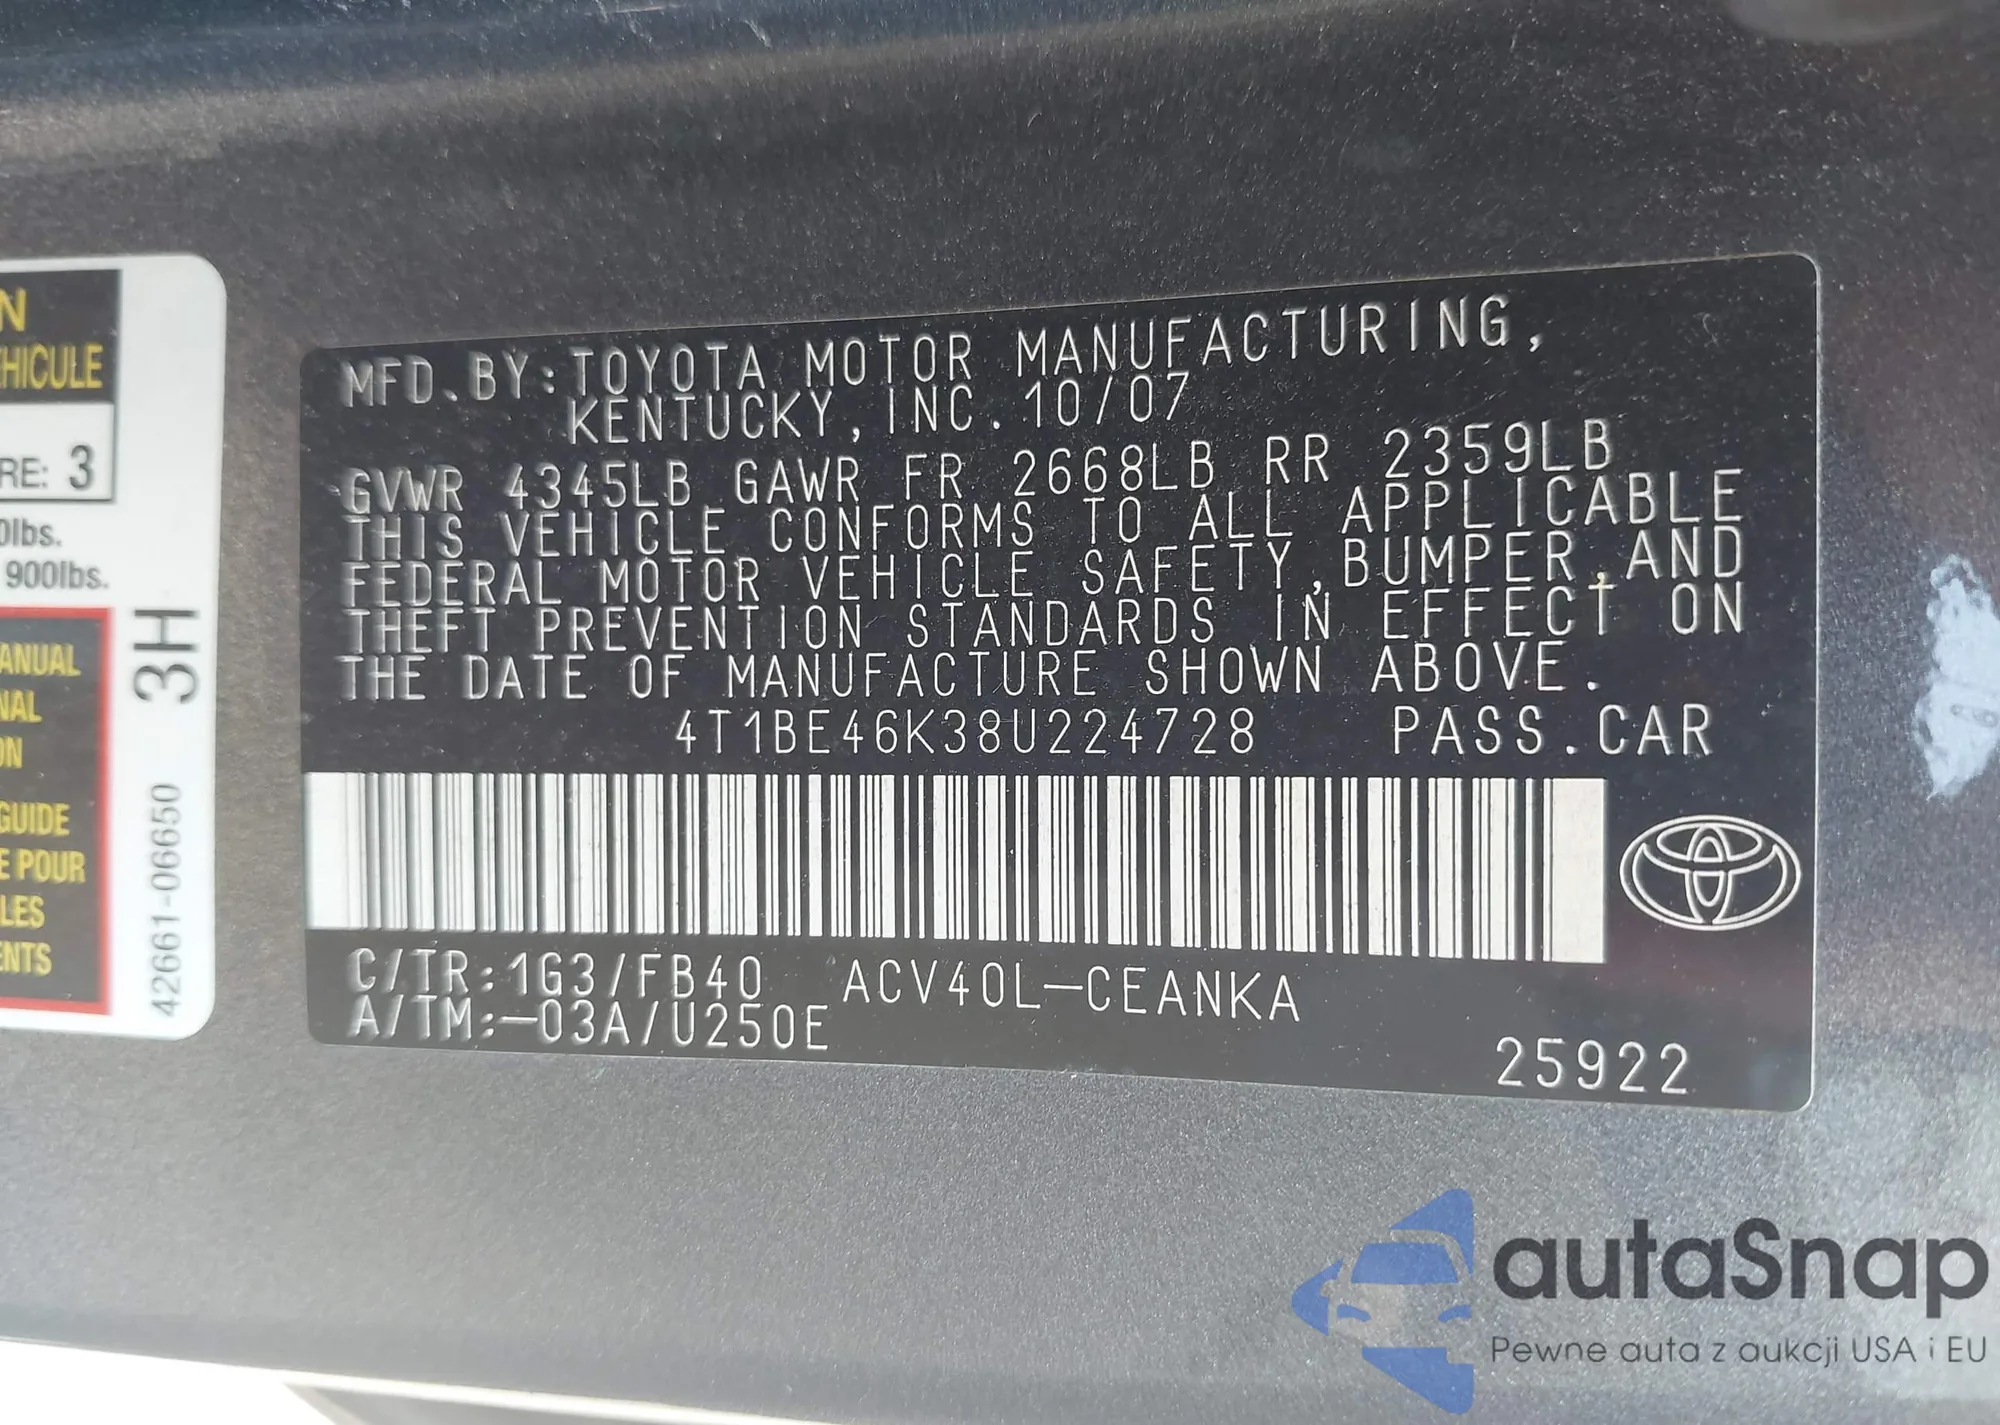 N
EHICULE
RE: 3
0lbs.
900lbs.
ANUAL
NAL
ON
GUIDE
E POUR
LES
ENTS
3H
42661-06650
MFD.BY:TOYOTA MOTOR MANUFACTURING,
KENTUCKY, INC. 10/07
GVWR 4345LB GAWR FR 2668LB RR 2359LB
THIS VEHICLE CONFORMS TO ALL APPLICABLE
FEDERAL MOTOR VEHICLE SAFETY,BUMPER,AND
THEFT PREVENTION STANDARDS IN EFFECT ON
THE DATE OF MANUFACTURE SHOWN ABOVE.
4T1BE46K38U224728 PASS.CAR
C/TR:1G3/FB40 ACV40L-CEANKA
A/TM:-03A/U250E
25922
autaSnap
Pewne auta z aukcji USA i EU